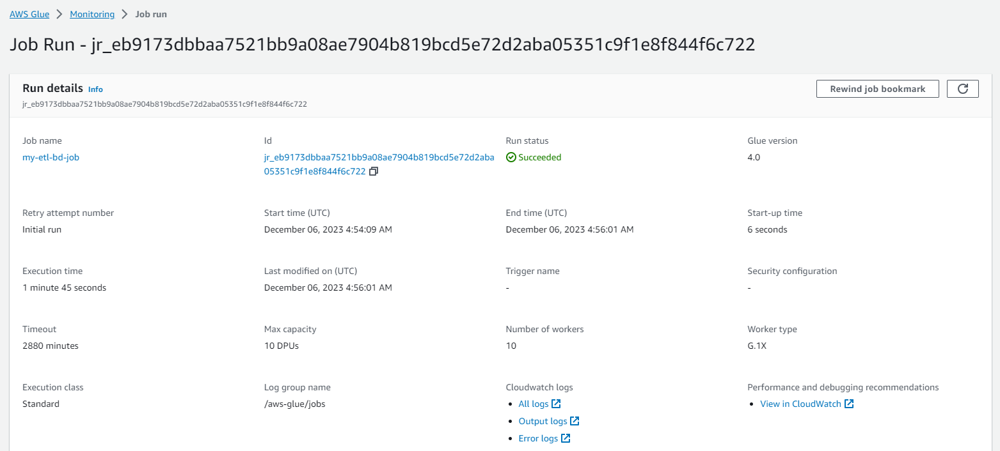 AWS Glue > Monitoring > Job run
Job Run - jr_eb9173dbbaa7521bb9a08ae7904b819bcd5e72d2aba05351c9f1e8f844f6c722
Run details Info
Rewind job bookmark
jr_eb9173dbbaa7521bb9a08ae7904b819bcd5e72d2aba05351c9f1e8f844f6c722
Job name
my-etl-bd-job
Id
jr_eb9173dbbaa7521bb9a08ae7904b819bcd5e72d2aba
05351c9f1e8f844f6c722
Run status
Succeeded
Glue version
4.0
Retry attempt number
Initial run
Start time (UTC)
December 06, 2023 4:54:09 AM
End time (UTC)
December 06, 2023 4:56:01 AM
Start-up time
6 seconds
Execution time
1 minute 45 seconds
Last modified on (UTC)
December 06, 2023 4:56:01 AM
Trigger name
-
Security configuration
-
Timeout
2880 minutes
Max capacity
10 DPUs
Number of workers
10
Worker type
G.1X
Execution class
Standard
Log group name
/aws-glue/jobs
Cloudwatch logs
• All logs
• Output logs
• Error logs
Performance and debugging recommendations
• View in CloudWatch